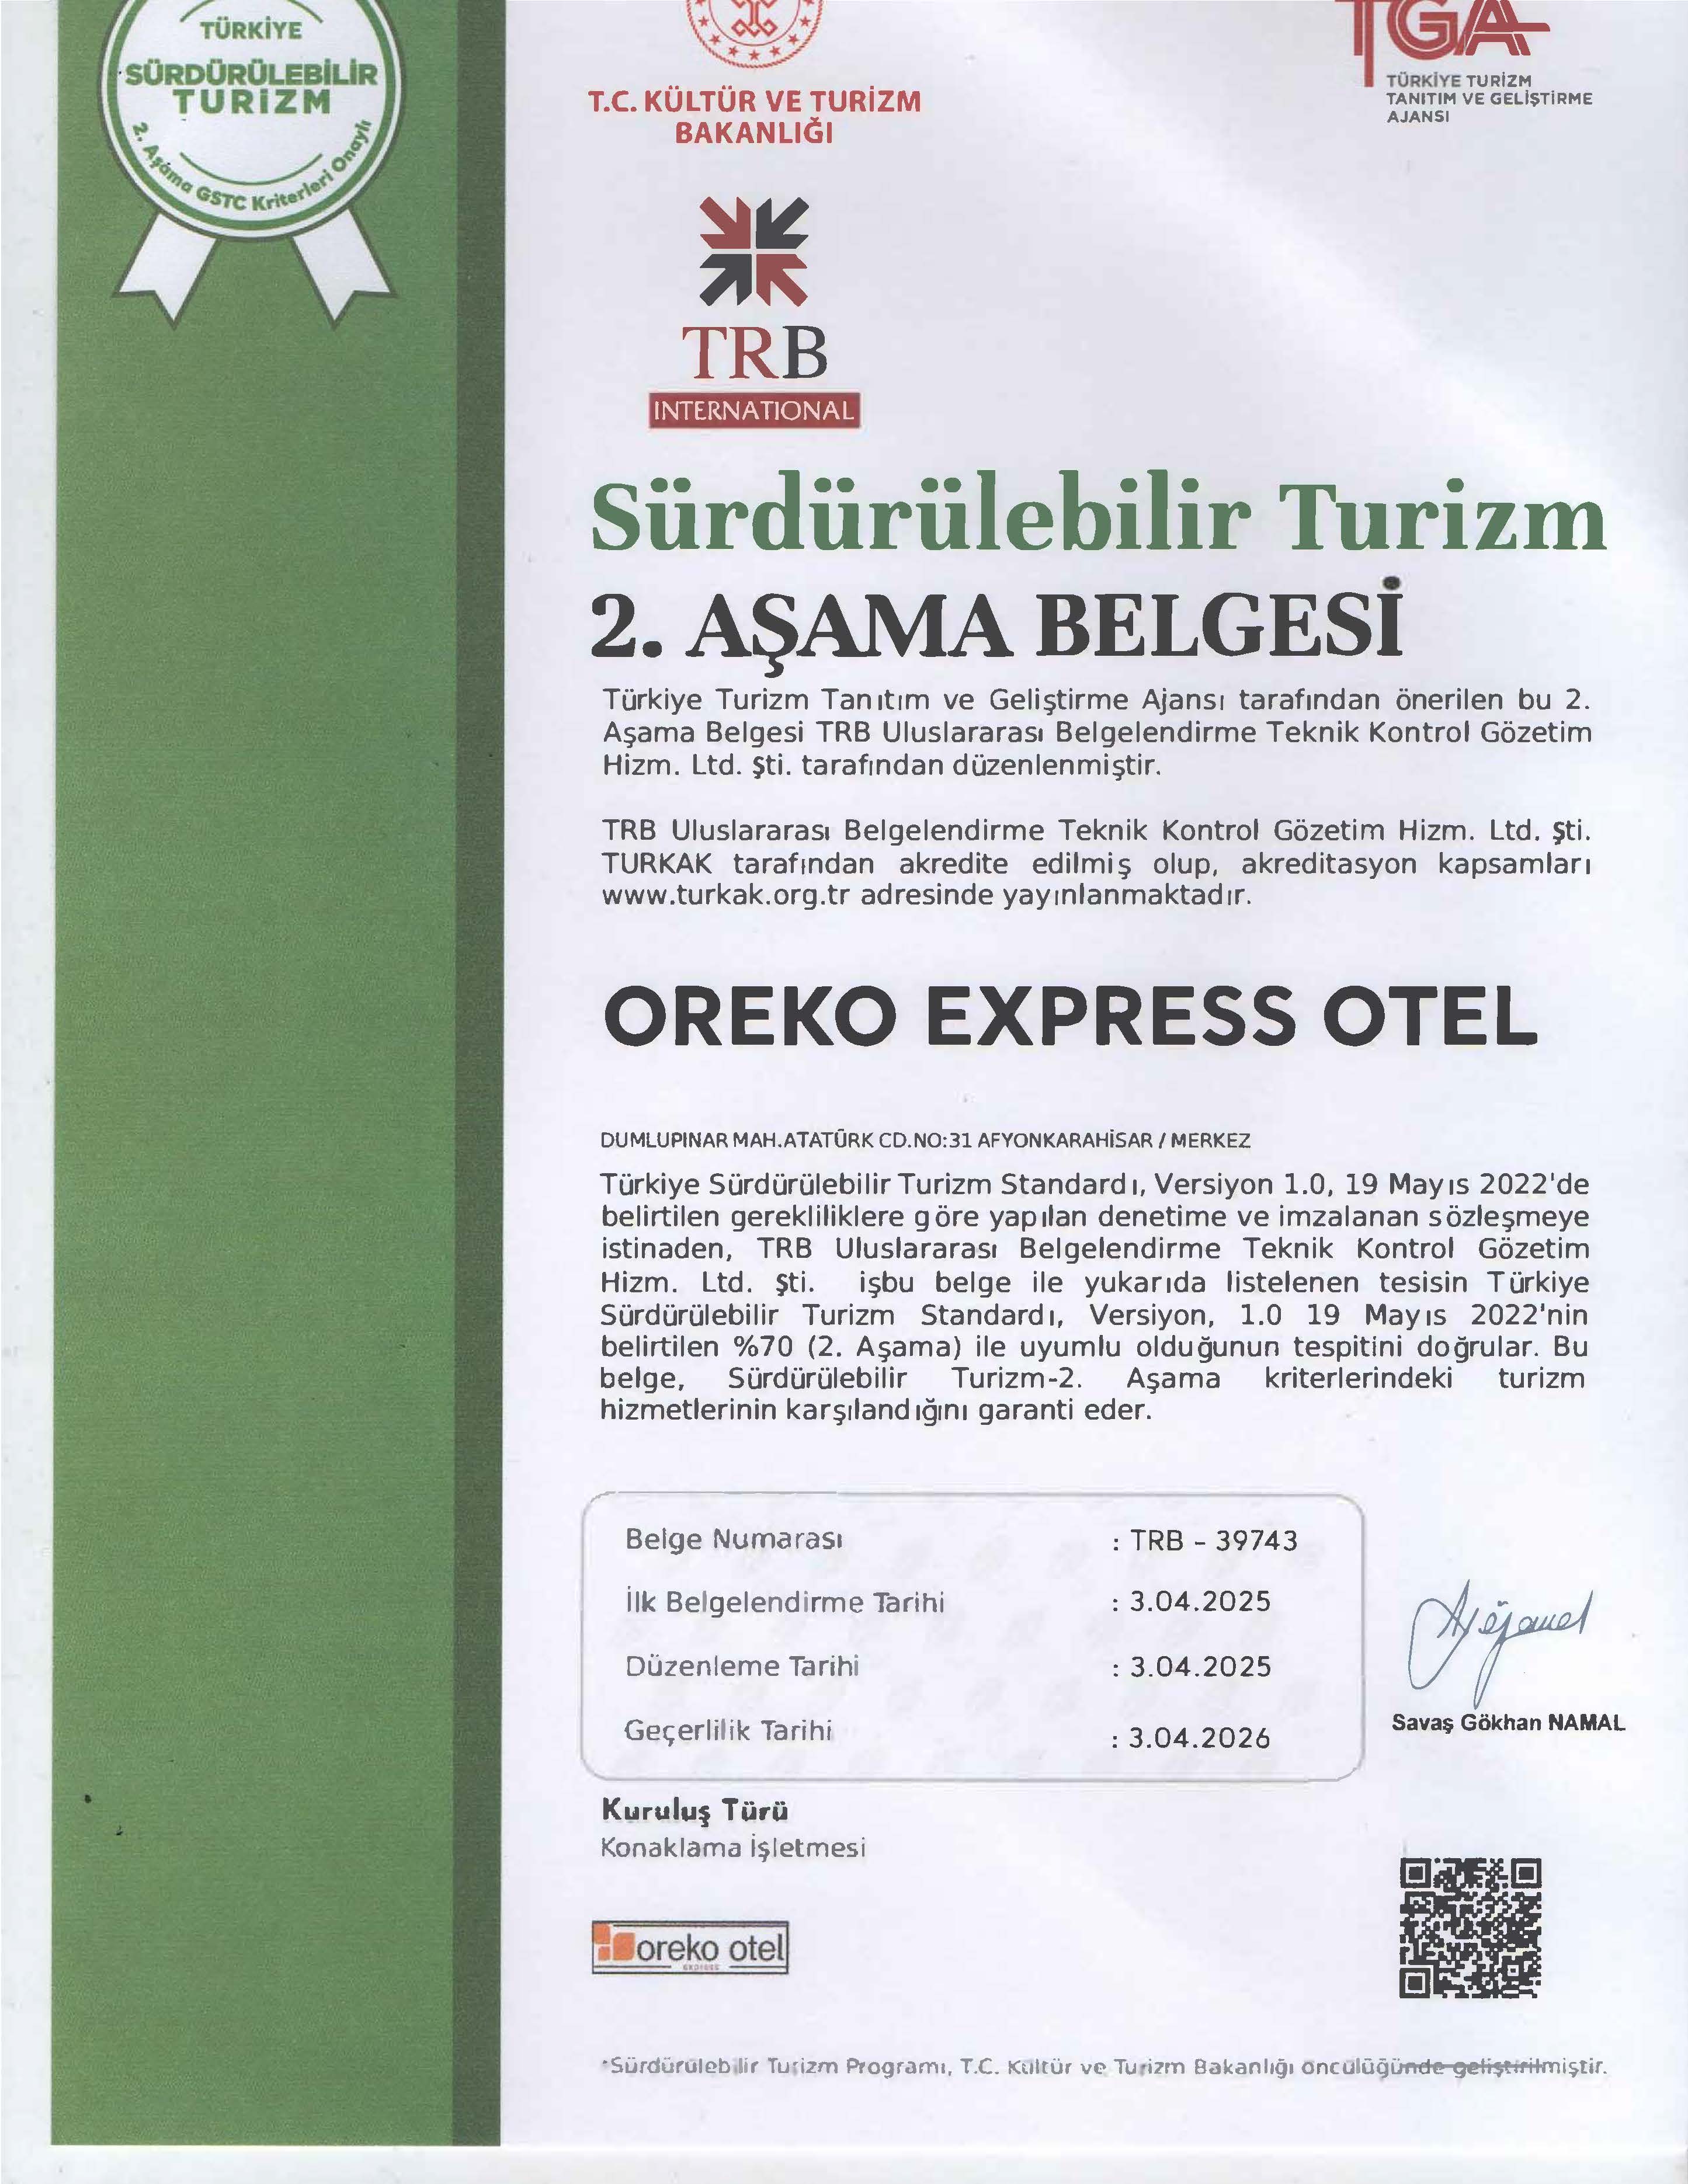 TÜRKİYE
SÜRDÜRÜLEBİLİR
TURİZM
2. Aşama GSTC Kriterleri Onaylı
T.C. KÜLTÜR VE TURİZM
BAKANLIĞI
TGA
TÜRKİYE TURİZM
TANITIM VE GELİŞTİRME
AJANSI
TRB
INTERNATIONAL
Sürdürülebilir Turizm
2. AŞAMA BELGESİ
Türkiye Turizm Tanıtım ve Geliştirme Ajansı tarafından önerilen bu 2.
Aşama Belgesi TRB Uluslararası Belgelendirme Teknik Kontrol Gözetim
Hizm. Ltd. Şti. tarafından düzenlenmiştir.
TRB Uluslararası Belgelendirme Teknik Kontrol Gözetim Hizm. Ltd. Şti.
TURKAK tarafından akredite edilmiş olup, akreditasyon kapsamları
www.turkak.org.tr adresinde yayınlanmaktadır.
OREKO EXPRESS OTEL
DUMLUPINAR MAH.ATATÜRK CD.NO:31 AFYONKARAHİSAR / MERKEZ
Türkiye Sürdürülebilir Turizm Standardı, Versiyon 1.0, 19 Mayıs 2022'de
belirtilen gerekliliklere göre yapılan denetime ve imzalanan sözleşmeye
istinaden, TRB Uluslararası Belgelendirme Teknik Kontrol Gözetim
Hizm. Ltd. Şti. işbu belge ile yukarıda listelenen tesisin Türkiye
Sürdürülebilir Turizm Standardı, Versiyon, 1.0 19 Mayıs 2022'nin
belirtilen %70 (2. Aşama) ile uyumlu olduğunun tespitini doğrular. Bu
belge, Sürdürülebilir Turizm-2. Aşama kriterlerindeki turizm
hizmetlerinin karşılandığını garanti eder.
Belge Numarası : TRB - 39743
İlk Belgelendirme Tarihi : 3.04.2025
Düzenleme Tarihi : 3.04.2025
Geçerlilik Tarihi : 3.04.2026
Savaş Gökhan NAMAL
Kuruluş Türü
Konaklama işletmesi
oreko otel
express
*Sürdürülebilir Turizm Programı, T.C. Kültür ve Turizm Bakanlığı öncülüğünde geliştirilmiştir.